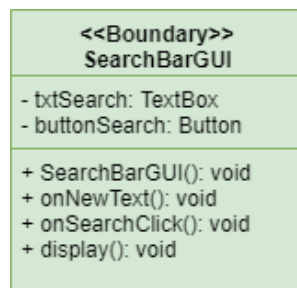 <<Boundary>>
SearchBarGUI
- txtSearch: TextBox
- buttonSearch: Button
+ SearchBarGUI(): void
+ onNewText(): void
+ onSearchClick(): void
+ display(): void